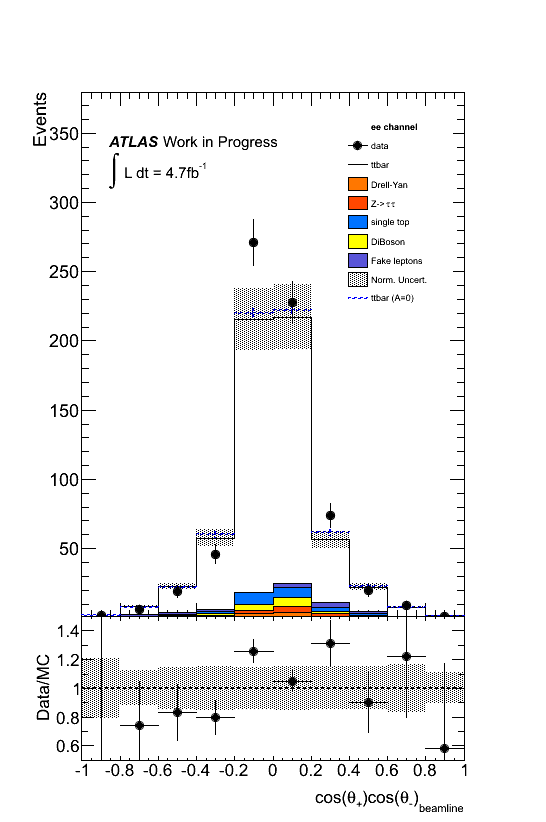 Events
350
300
250
200
150
100
50
ATLAS Work in Progress
∫ L dt = 4.7fb⁻¹
ee channel
data
ttbar
Drell-Yan
Z->ττ
single top
DiBoson
Fake leptons
Norm. Uncert.
ttbar (A=0)
Data/MC
1.4
1.2
1
0.8
0.6
-1 -0.8 -0.6 -0.4 -0.2 0 0.2 0.4 0.6 0.8 1
cos(θ₊)cos(θ₋)beamline